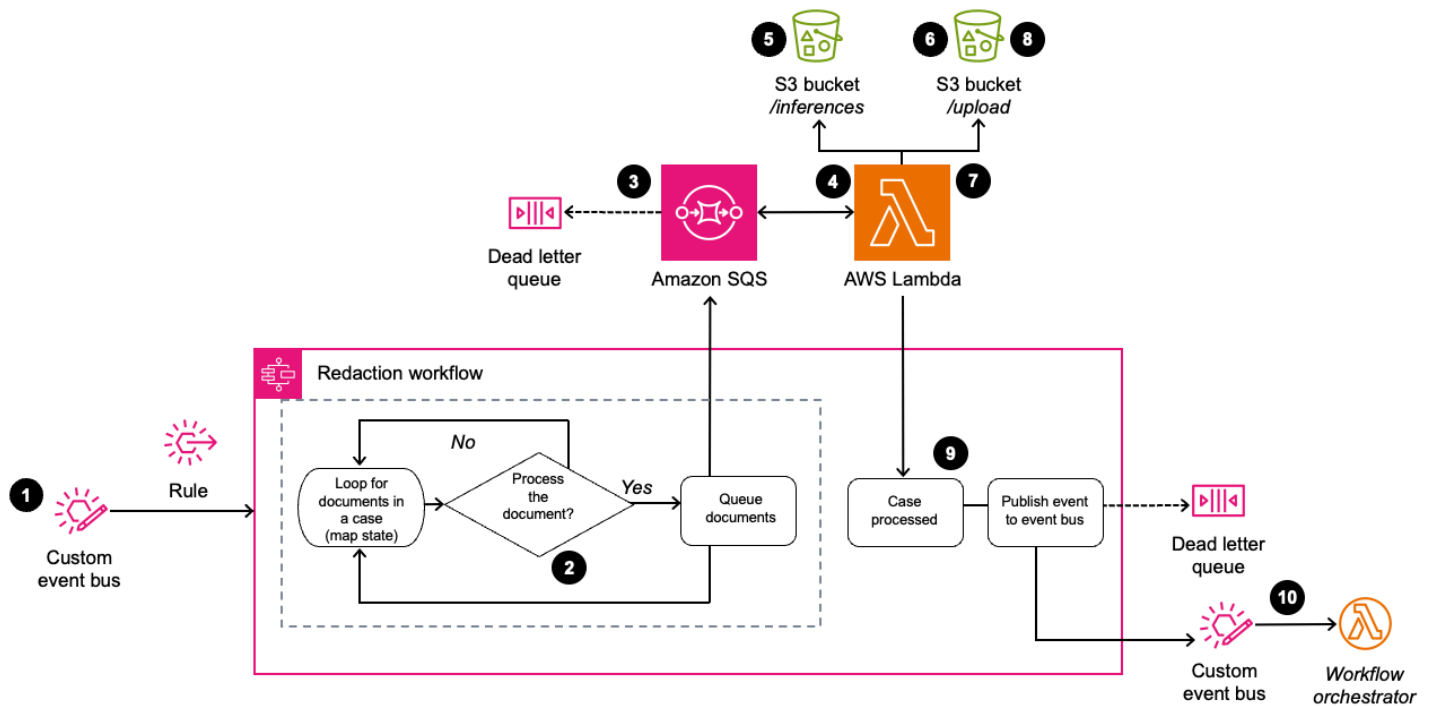 5
6
8
S3 bucket
/inferences
S3 bucket
/upload
3
4
7
Dead letter
queue
Amazon SQS
AWS Lambda
Redaction workflow
No
Rule
1
Loop for
documents in
a case
(map state)
Process
the
document?
Yes
Queue
documents
2
9
Case
processed
Publish event
to event bus
Custom
event bus
Dead letter
queue
10
Custom
event bus
Workflow
orchestrator